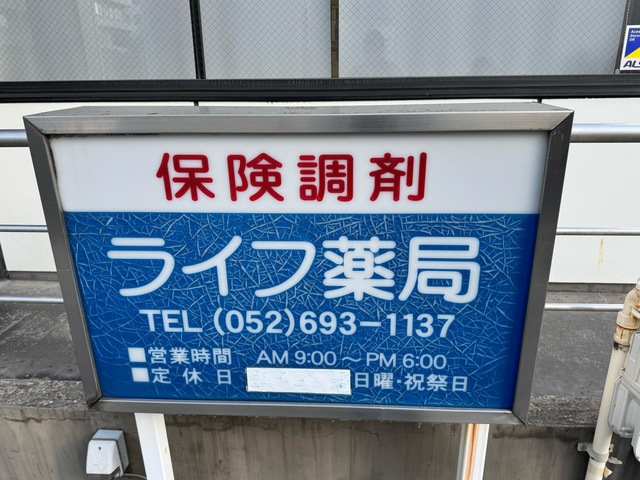 保険調剤
ライフ薬局
TEL (052)693-1137
■営業時間 AM 9:00～PM 6:00
■定休日 日曜・祝祭日